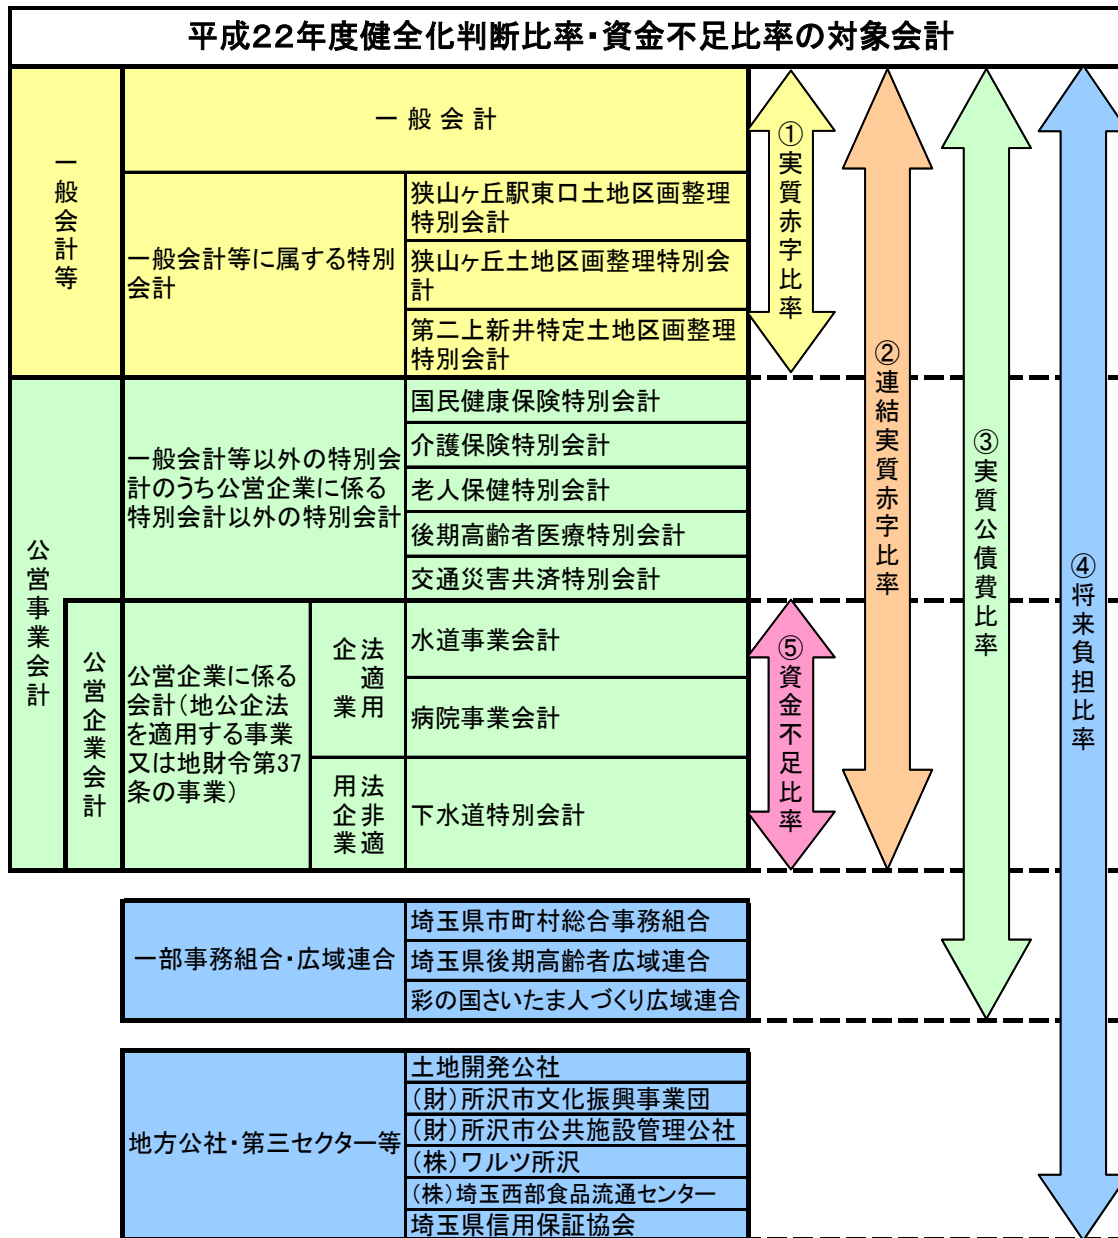 平成22年度健全化判断比率・資金不足比率の対象会計
一般会計等
一般会計
一般会計等に属する特別
会計
狭山ヶ丘駅東口土地区画整理
特別会計
狭山ヶ丘土地区画整理特別会
計
第二上新井特定土地区画整理
特別会計
公営事業会計
一般会計等以外の特別会
計のうち公営企業に係る
特別会計以外の特別会計
国民健康保険特別会計
介護保険特別会計
老人保健特別会計
後期高齢者医療特別会計
交通災害共済特別会計
公営企業会計
公営企業に係る
会計（地公企法
を適用する事業
又は地財令第37
条の事業）
法適用
企業
水道事業会計
病院事業会計
法非適
用企業
下水道特別会計
①実質赤字比率
②連結実質赤字比率
③実質公債費比率
④将来負担比率
⑤資金不足比率
一部事務組合・広域連合
埼玉県市町村総合事務組合
埼玉県後期高齢者広域連合
彩の国さいたま人づくり広域連合
地方公社・第三セクター等
土地開発公社
（財）所沢市文化振興事業団
（財）所沢市公共施設管理公社
（株）ワルツ所沢
（株）埼玉西部食品流通センター
埼玉県信用保証協会